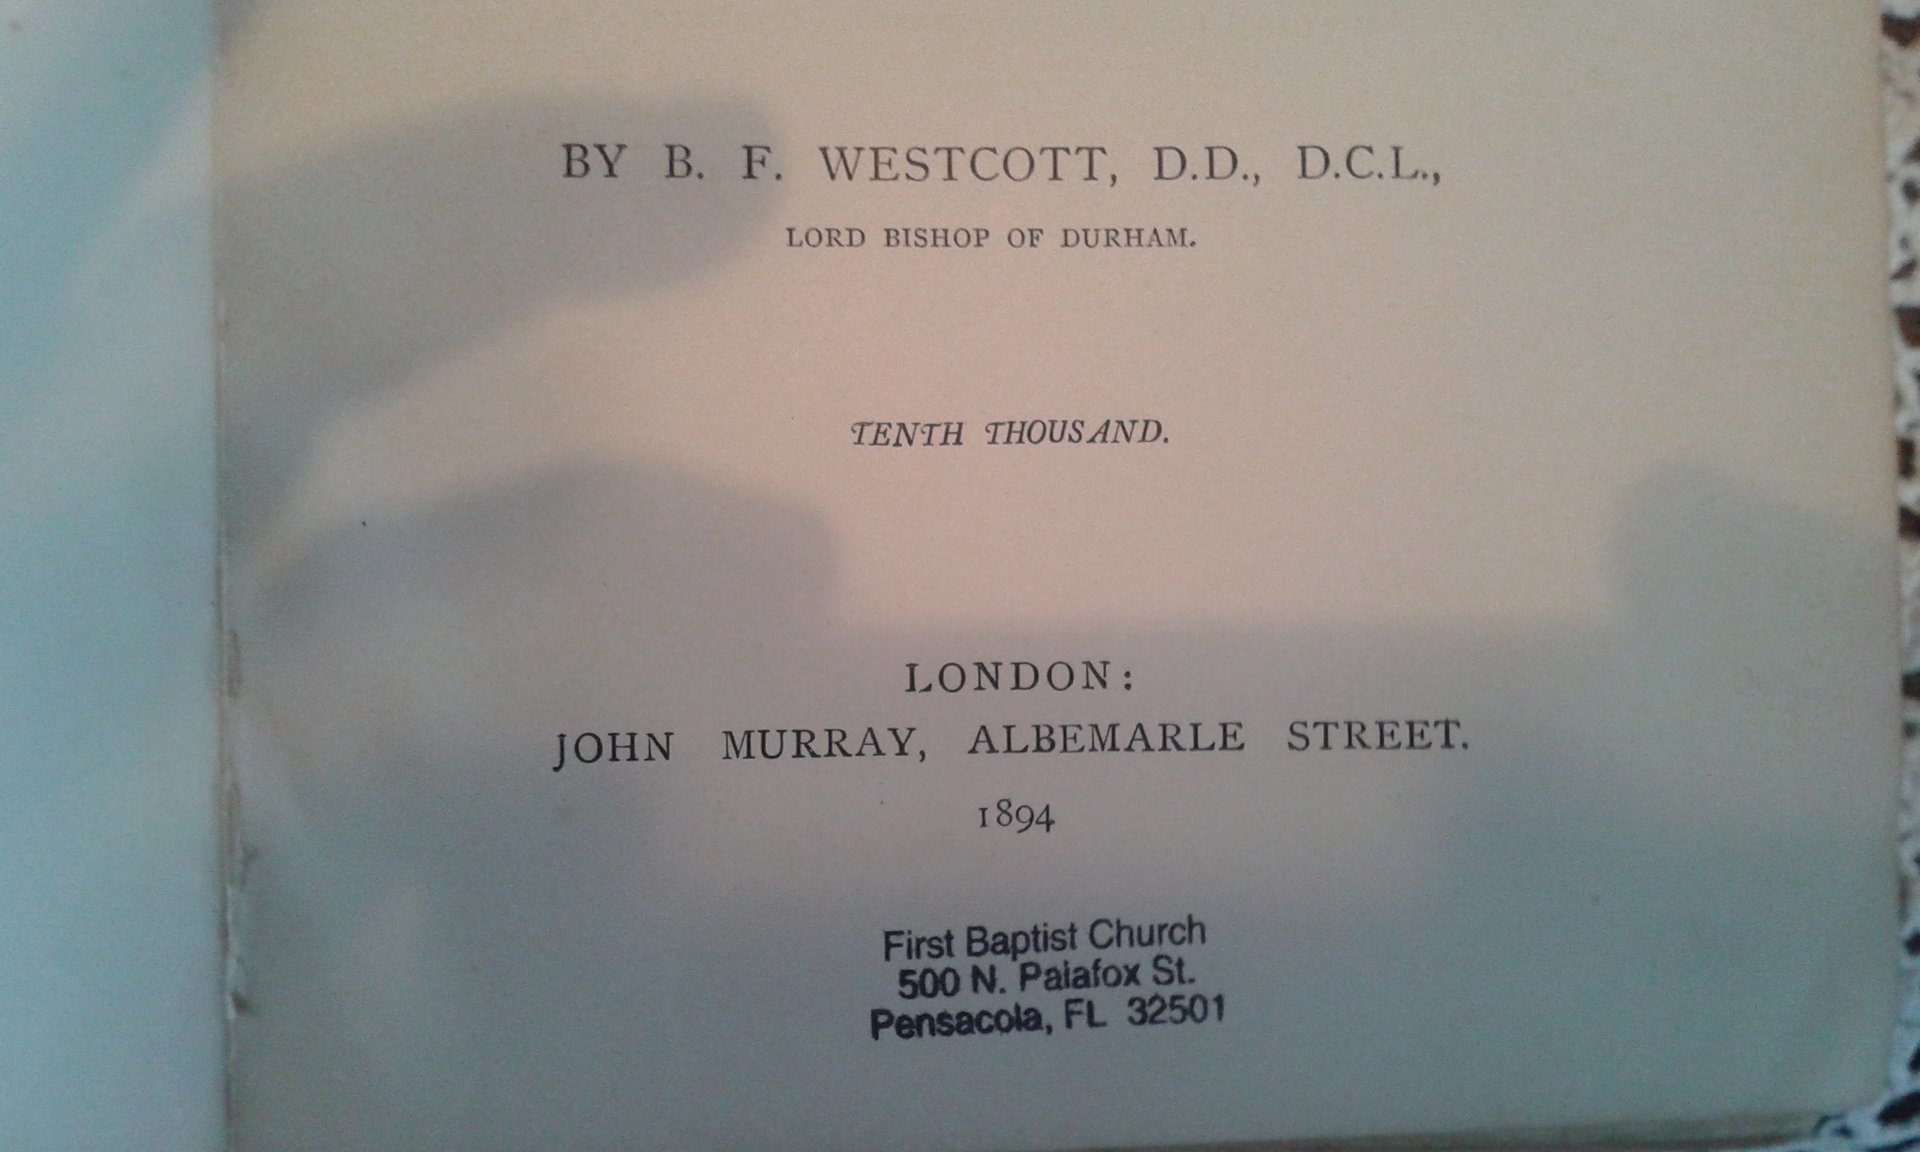 BY B. F. WESTCOTT, D.D., D.C.L.,
LORD BISHOP OF DURHAM.
TENTH THOUSAND.
LONDON:
JOHN MURRAY, ALBEMARLE STREET.
1894
First Baptist Church
500 N. Palafox St.
Pensacola, FL 32501